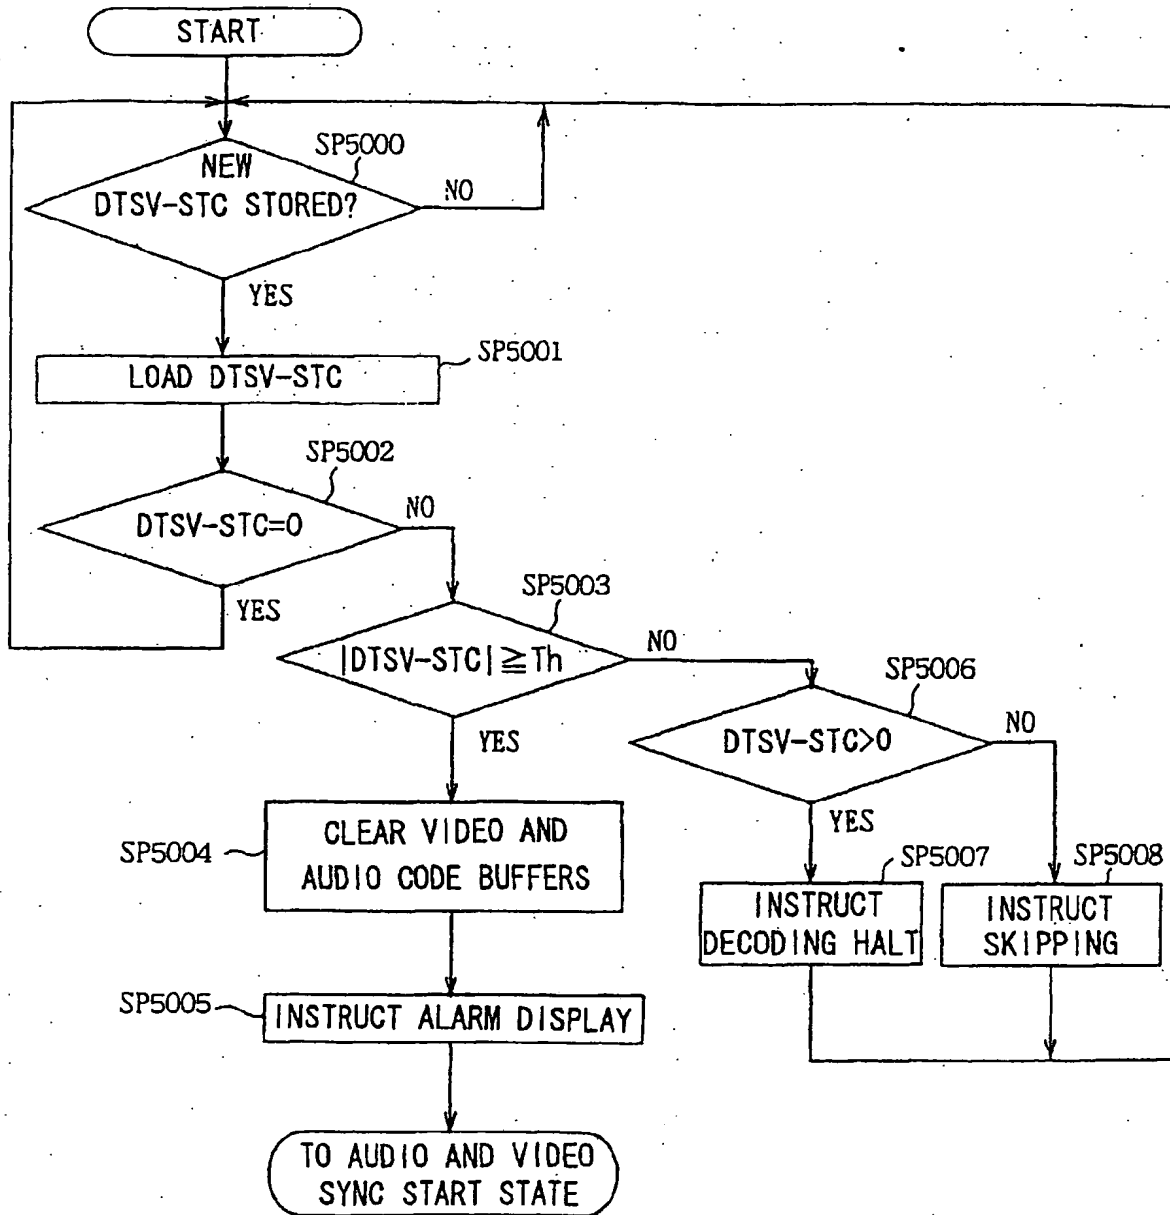 START
SP5000
NEW
DTSV-STC STORED?
NO
YES
SP5001
LOAD DTSV-STC
SP5002
DTSV-STC=0
NO
YES
SP5003
|DTSV-STC|≧Th
NO
YES
SP5006
DTSV-STC>0
NO
YES
SP5004
CLEAR VIDEO AND
AUDIO CODE BUFFERS
SP5007
INSTRUCT
DECODING HALT
SP5008
INSTRUCT
SKIPPING
SP5005
INSTRUCT ALARM DISPLAY
TO AUDIO AND VIDEO
SYNC START STATE